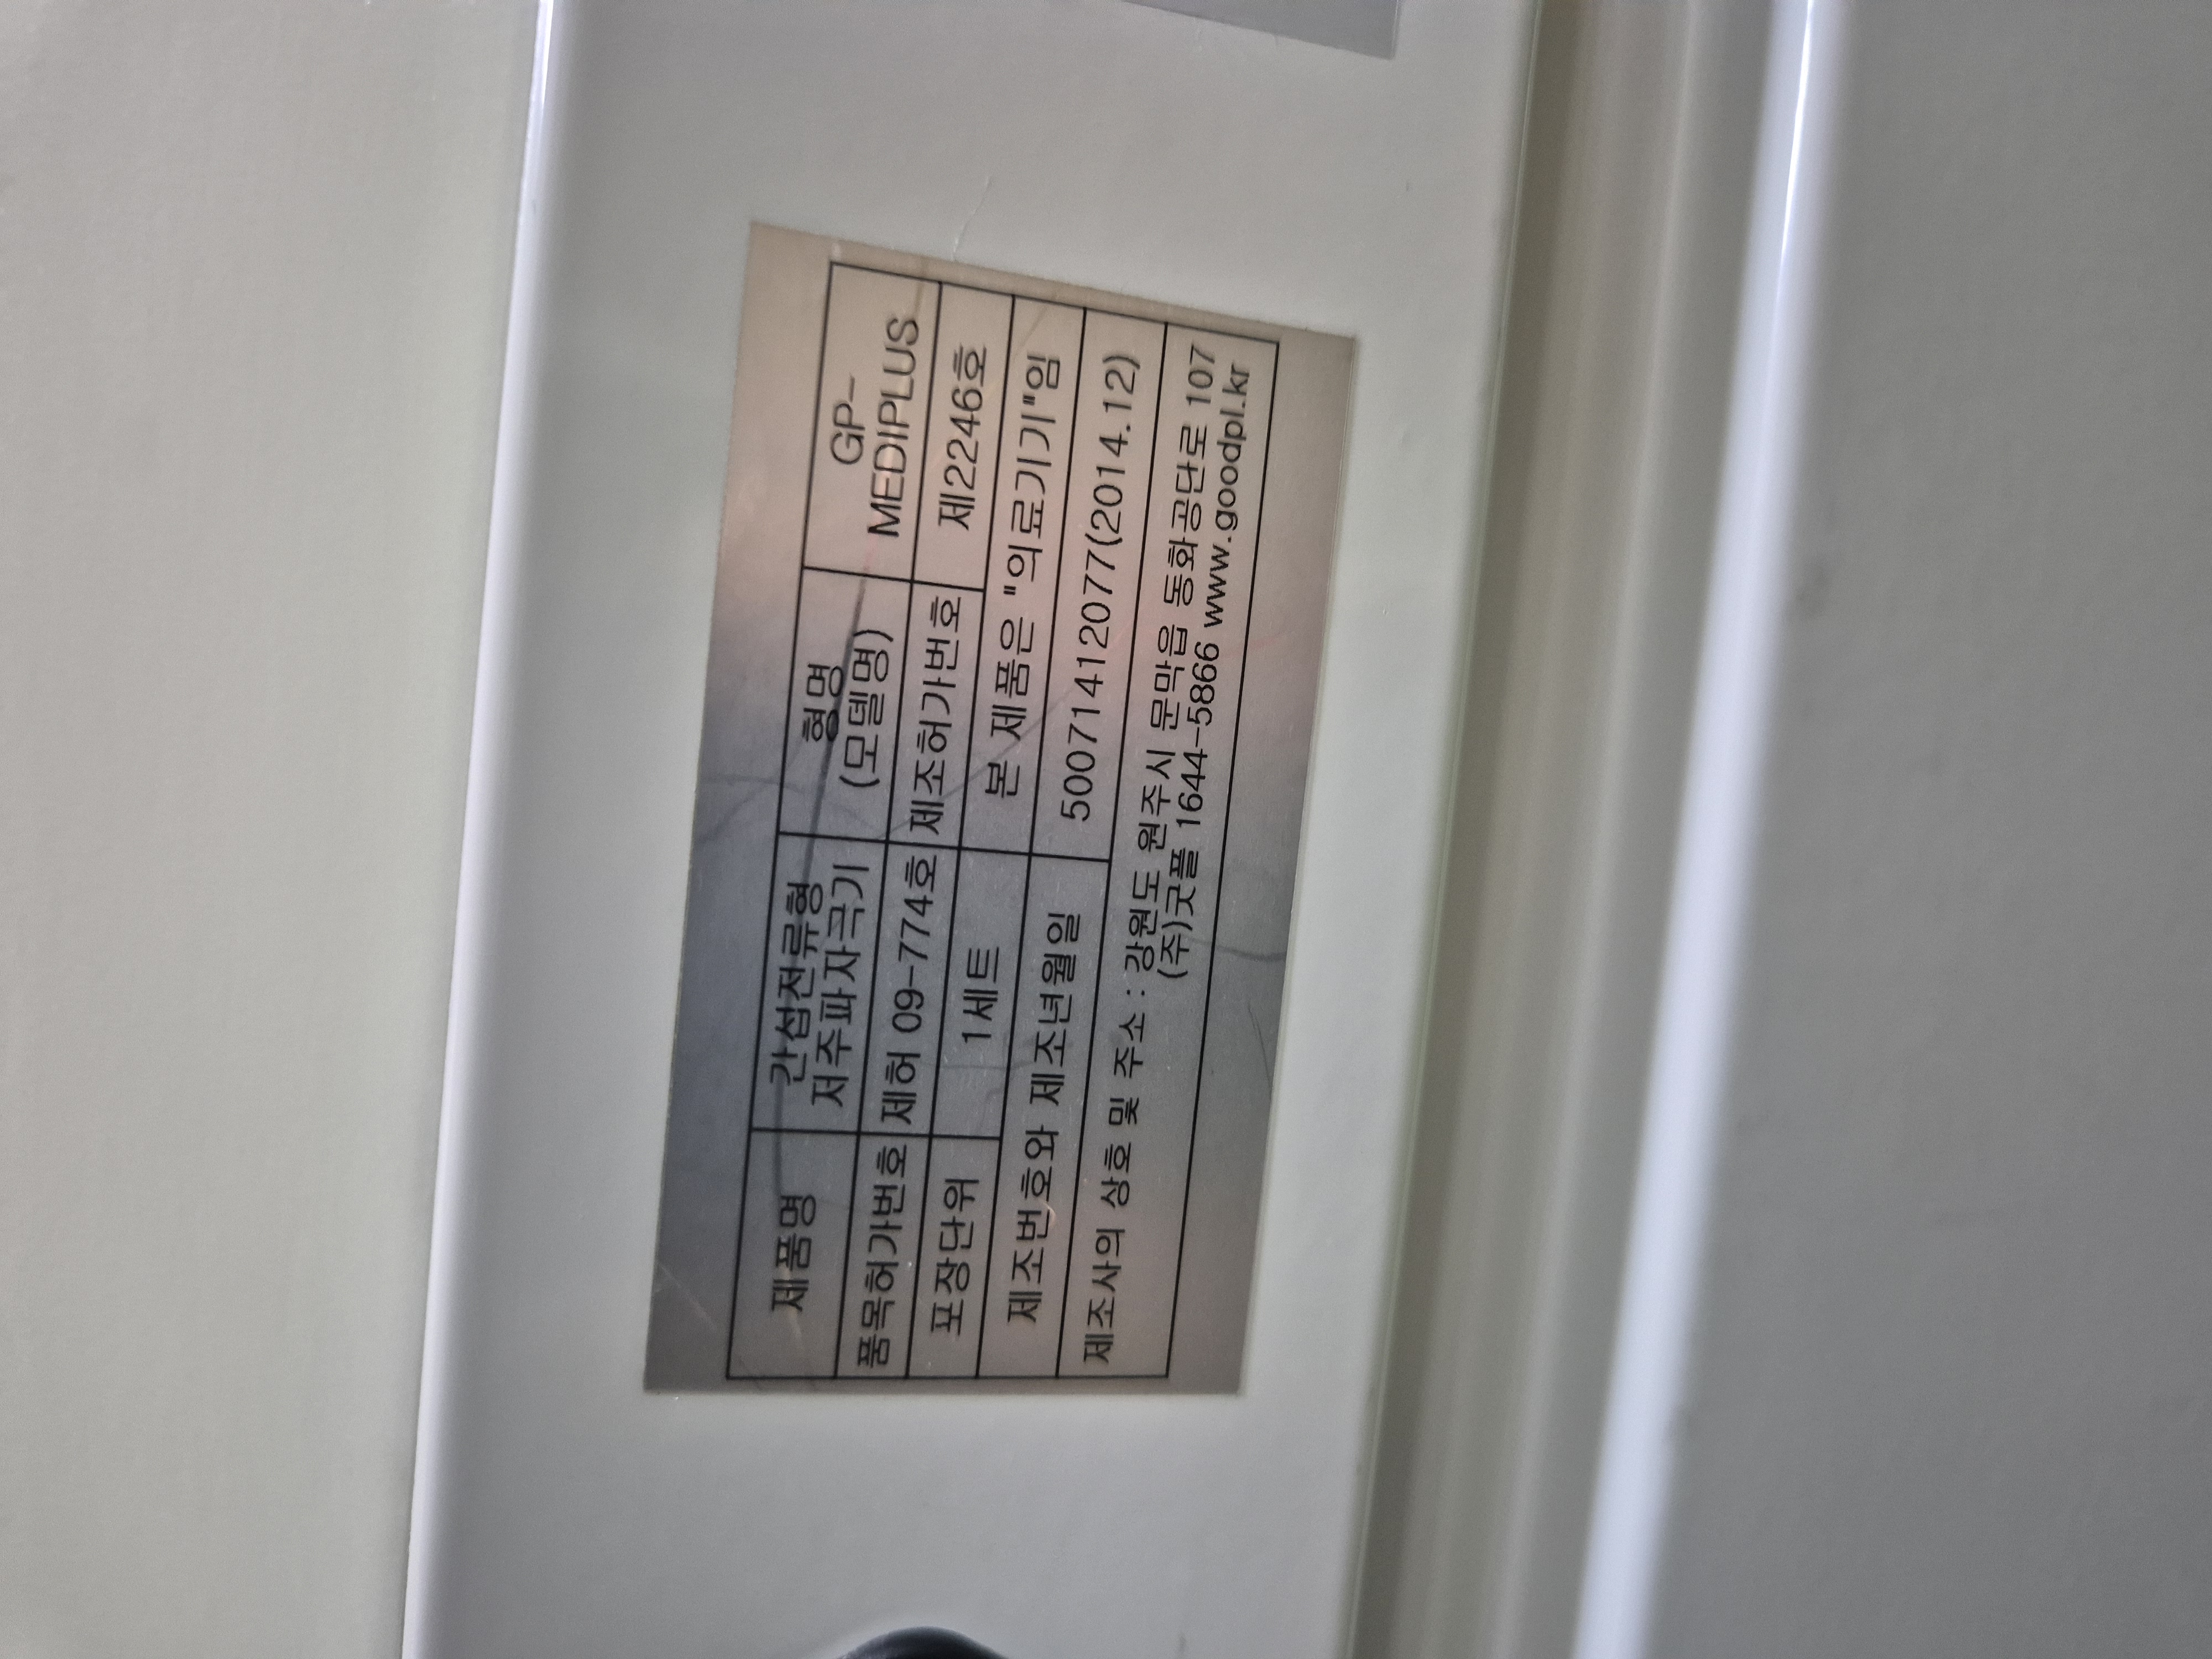 제품명 간섭전류형 저주파자극기 형명 (모델명) GP-MEDIPLUS
품목허가번호 제허 09-774호 제조허가번호 제2246호
포장단위 1세트 본 제품은 "의료기기"임
제조번호와 제조년월일 50071412077(2014.12)
제조사의 상호 및 주소 : 강원도 원주시 문막읍 동화공단로 107
(주)굿플 1644-5866 www.goodpl.kr